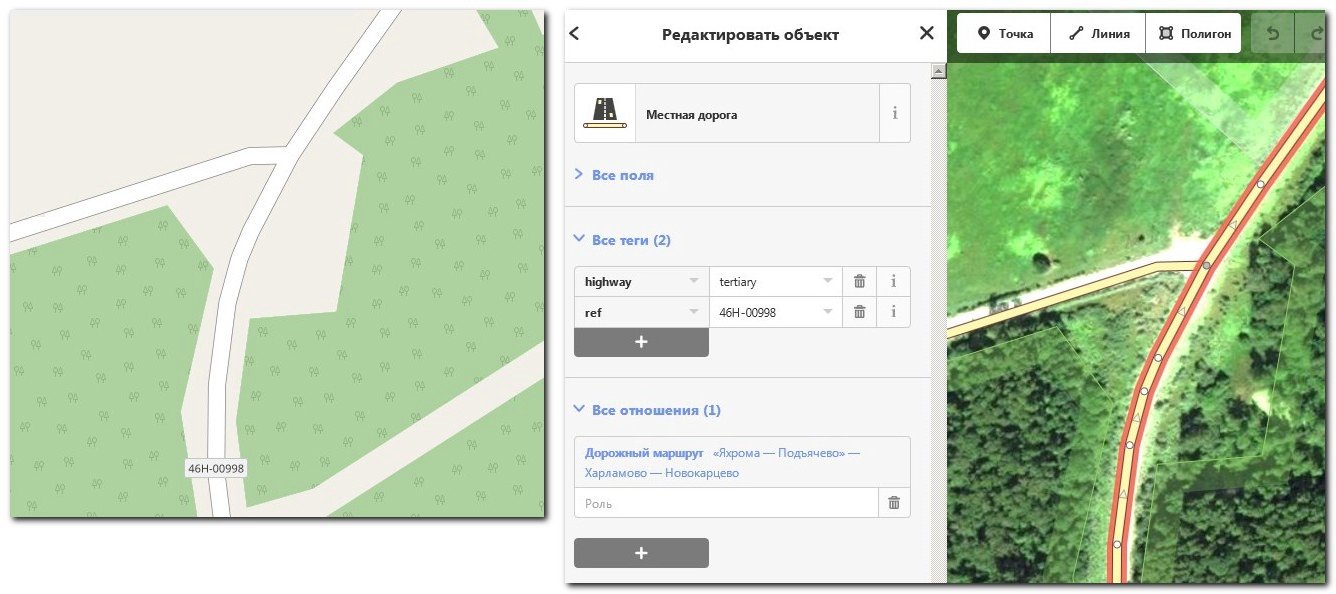 46Н-00998
Редактировать объект
Местная дорога
i
Все поля
Все теги (2)
highway tertiary i
ref 46Н-00998 i
+
Все отношения (1)
Дорожный маршрут «Яхрома — Подъячево» —
Харламово — Новокарцево
Роль
+
Точка Линия Полигон